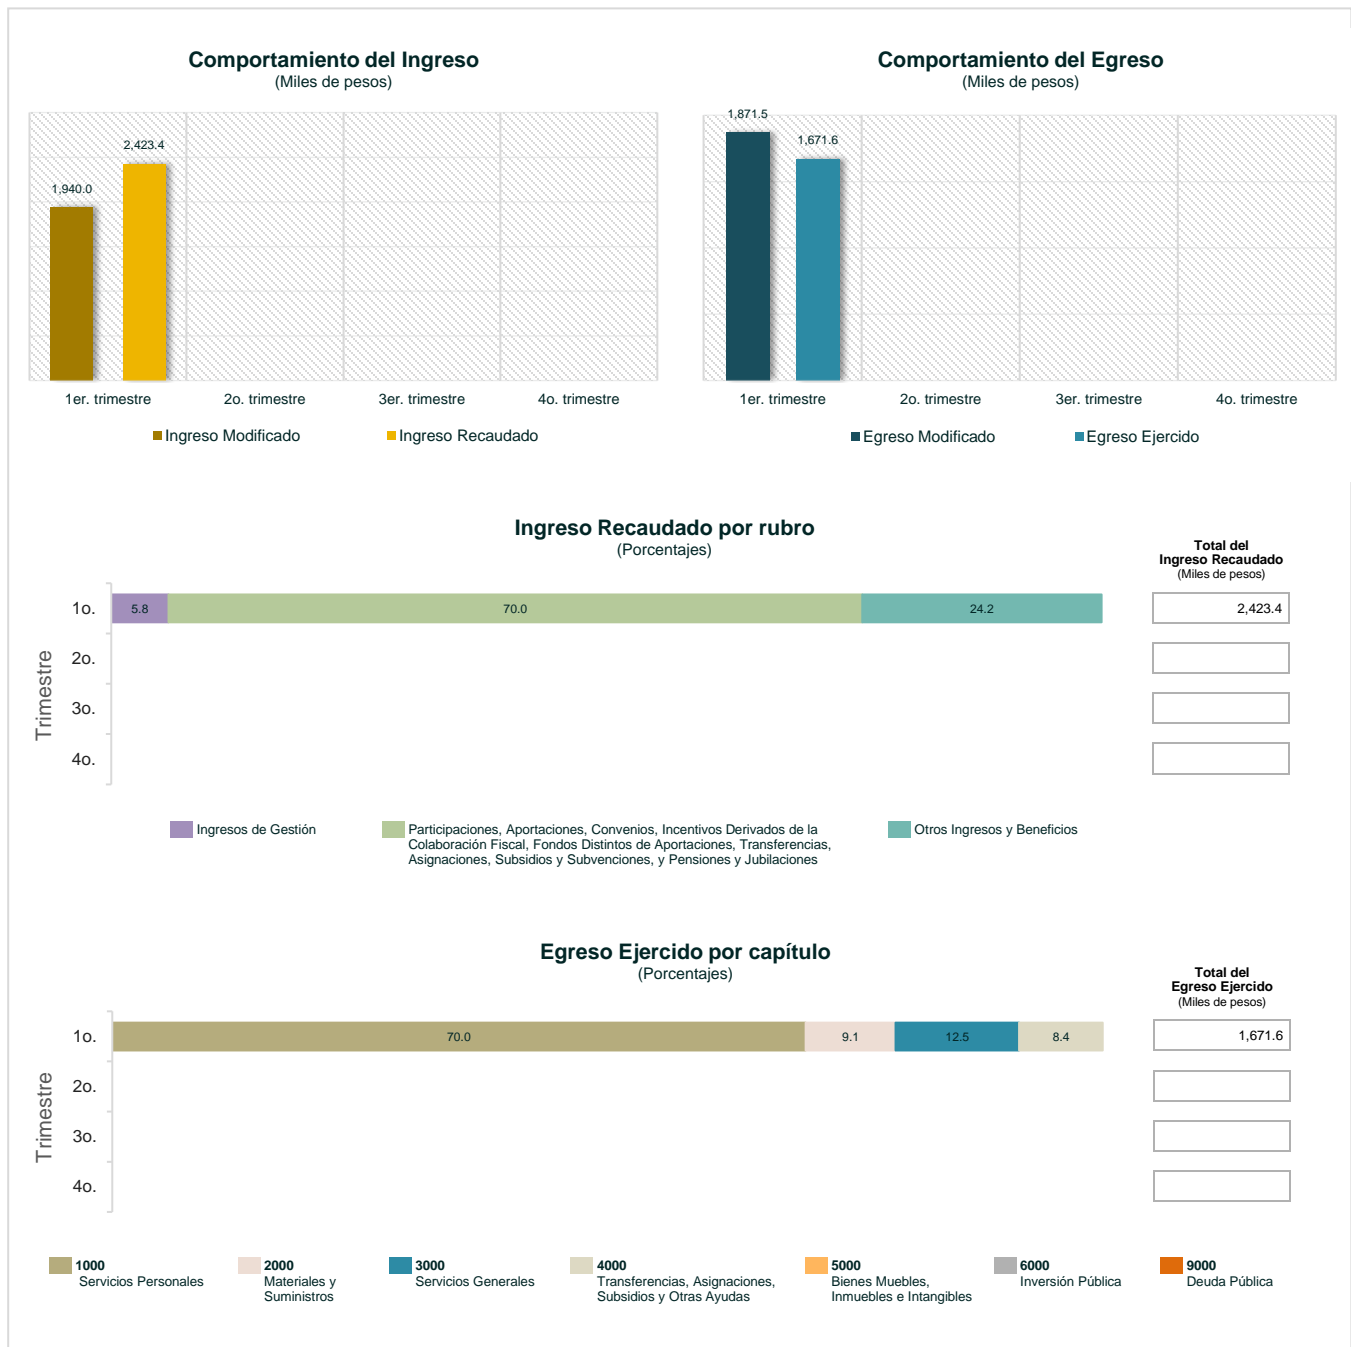 Comportamiento del Ingreso
(Miles de pesos)
2,423.4
1,940.0
1er. trimestre
2o. trimestre
3er. trimestre
4o. trimestre
Ingreso Modificado
Ingreso Recaudado
Comportamiento del Egreso
(Miles de pesos)
1,871.5
1,671.6
1er. trimestre
2o. trimestre
3er. trimestre
4o. trimestre
Egreso Modificado
Egreso Ejercido
Ingreso Recaudado por rubro
(Porcentajes)
Total del
Ingreso Recaudado
(Miles de pesos)
Trimestre
1o.
5.8
70.0
24.2
2,423.4
2o.
3o.
4o.
Ingresos de Gestión
Participaciones, Aportaciones, Convenios, Incentivos Derivados de la
Colaboración Fiscal, Fondos Distintos de Aportaciones, Transferencias,
Asignaciones, Subsidios y Subvenciones, y Pensiones y Jubilaciones
Otros Ingresos y Beneficios
Egreso Ejercido por capítulo
(Porcentajes)
Total del
Egreso Ejercido
(Miles de pesos)
Trimestre
1o.
70.0
9.1
12.5
8.4
1,671.6
2o.
3o.
4o.
1000
Servicios Personales
2000
Materiales y
Suministros
3000
Servicios Generales
4000
Transferencias, Asignaciones,
Subsidios y Otras Ayudas
5000
Bienes Muebles,
Inmuebles e Intangibles
6000
Inversión Pública
9000
Deuda Pública